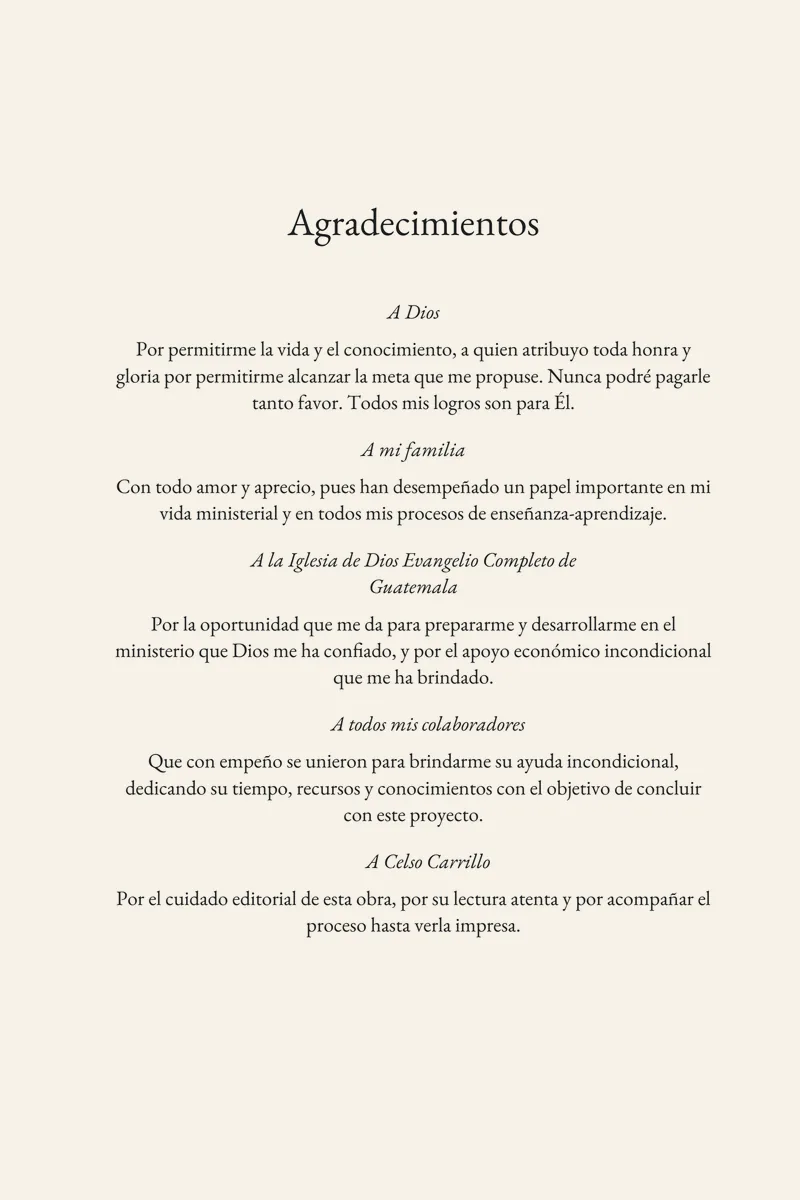 Agradecimientos
A Dios
Por permitirme la vida y el conocimiento, a quien atribuyo toda honra y
gloria por permitirme alcanzar la meta que me propuse. Nunca podré pagarle
tanto favor. Todos mis logros son para Él.
A mi familia
Con todo amor y aprecio, pues han desempeñado un papel importante en mi
vida ministerial y en todos mis procesos de enseñanza-aprendizaje.
A la Iglesia de Dios Evangelio Completo de
Guatemala
Por la oportunidad que me da para prepararme y desarrollarme en el
ministerio que Dios me ha confiado, y por el apoyo económico incondicional
que me ha brindado.
A todos mis colaboradores
Que con empeño se unieron para brindarme su ayuda incondicional,
dedicando su tiempo, recursos y conocimientos con el objetivo de concluir
con este proyecto.
A Celso Carrillo
Por el cuidado editorial de esta obra, por su lectura atenta y por acompañar el
proceso hasta verla impresa.